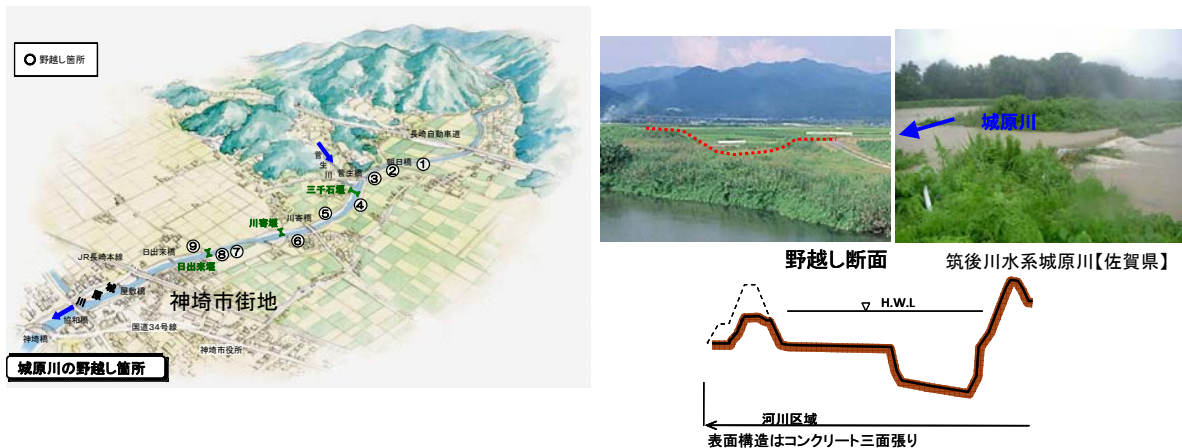 ○ 野越し箇所
長崎自動車道
菅生川
菅生橋
朝日橋
①
②
③
三千石堰
④
⑤
川寄橋
川寄堰
⑥
⑨
日出来橋
⑧
⑦
日出来堰
JR長崎本線
屋敷橋
城原川
協和橋
神埼橋
神埼市街地
国道34号線
神埼市役所
城原川の野越し箇所
城原川
野越し断面
筑後川水系城原川【佐賀県】
H.W.L
河川区域
表面構造はコンクリート三面張り